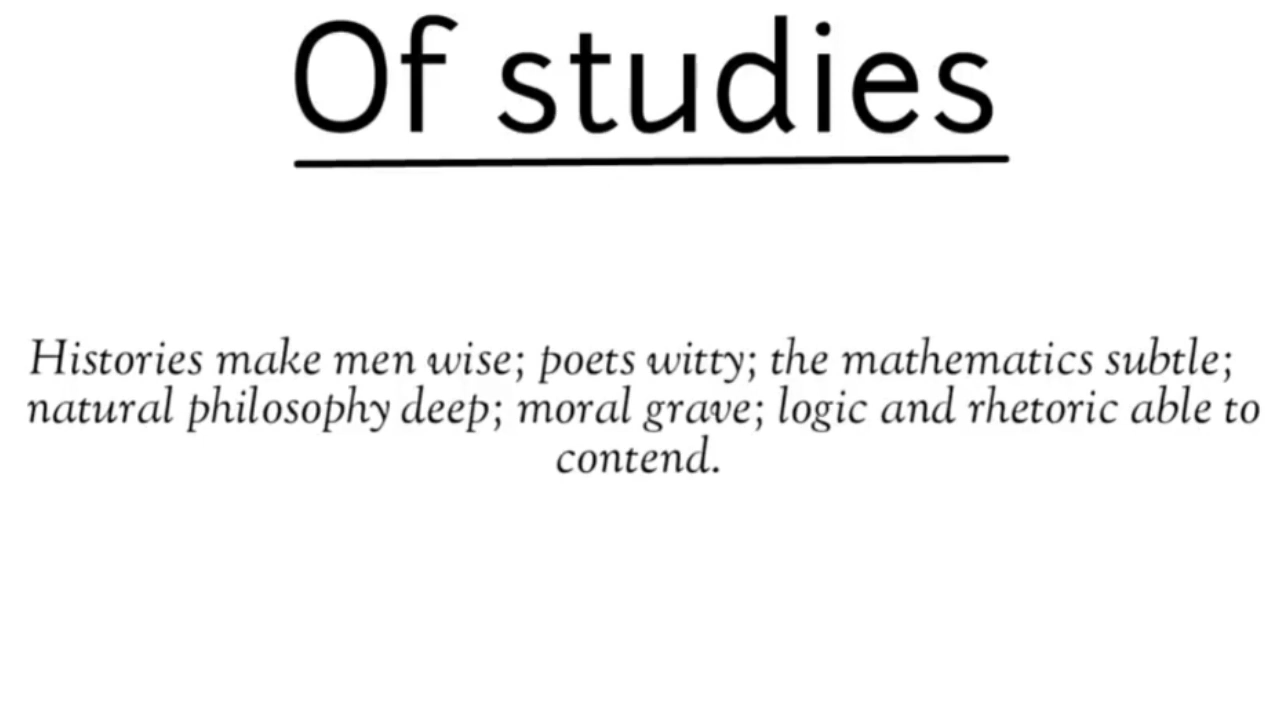 Of studies
Histories make men wise; poets witty; the mathematics subtle;
natural philosophy deep; moral grave; logic and rhetoric able to
contend.